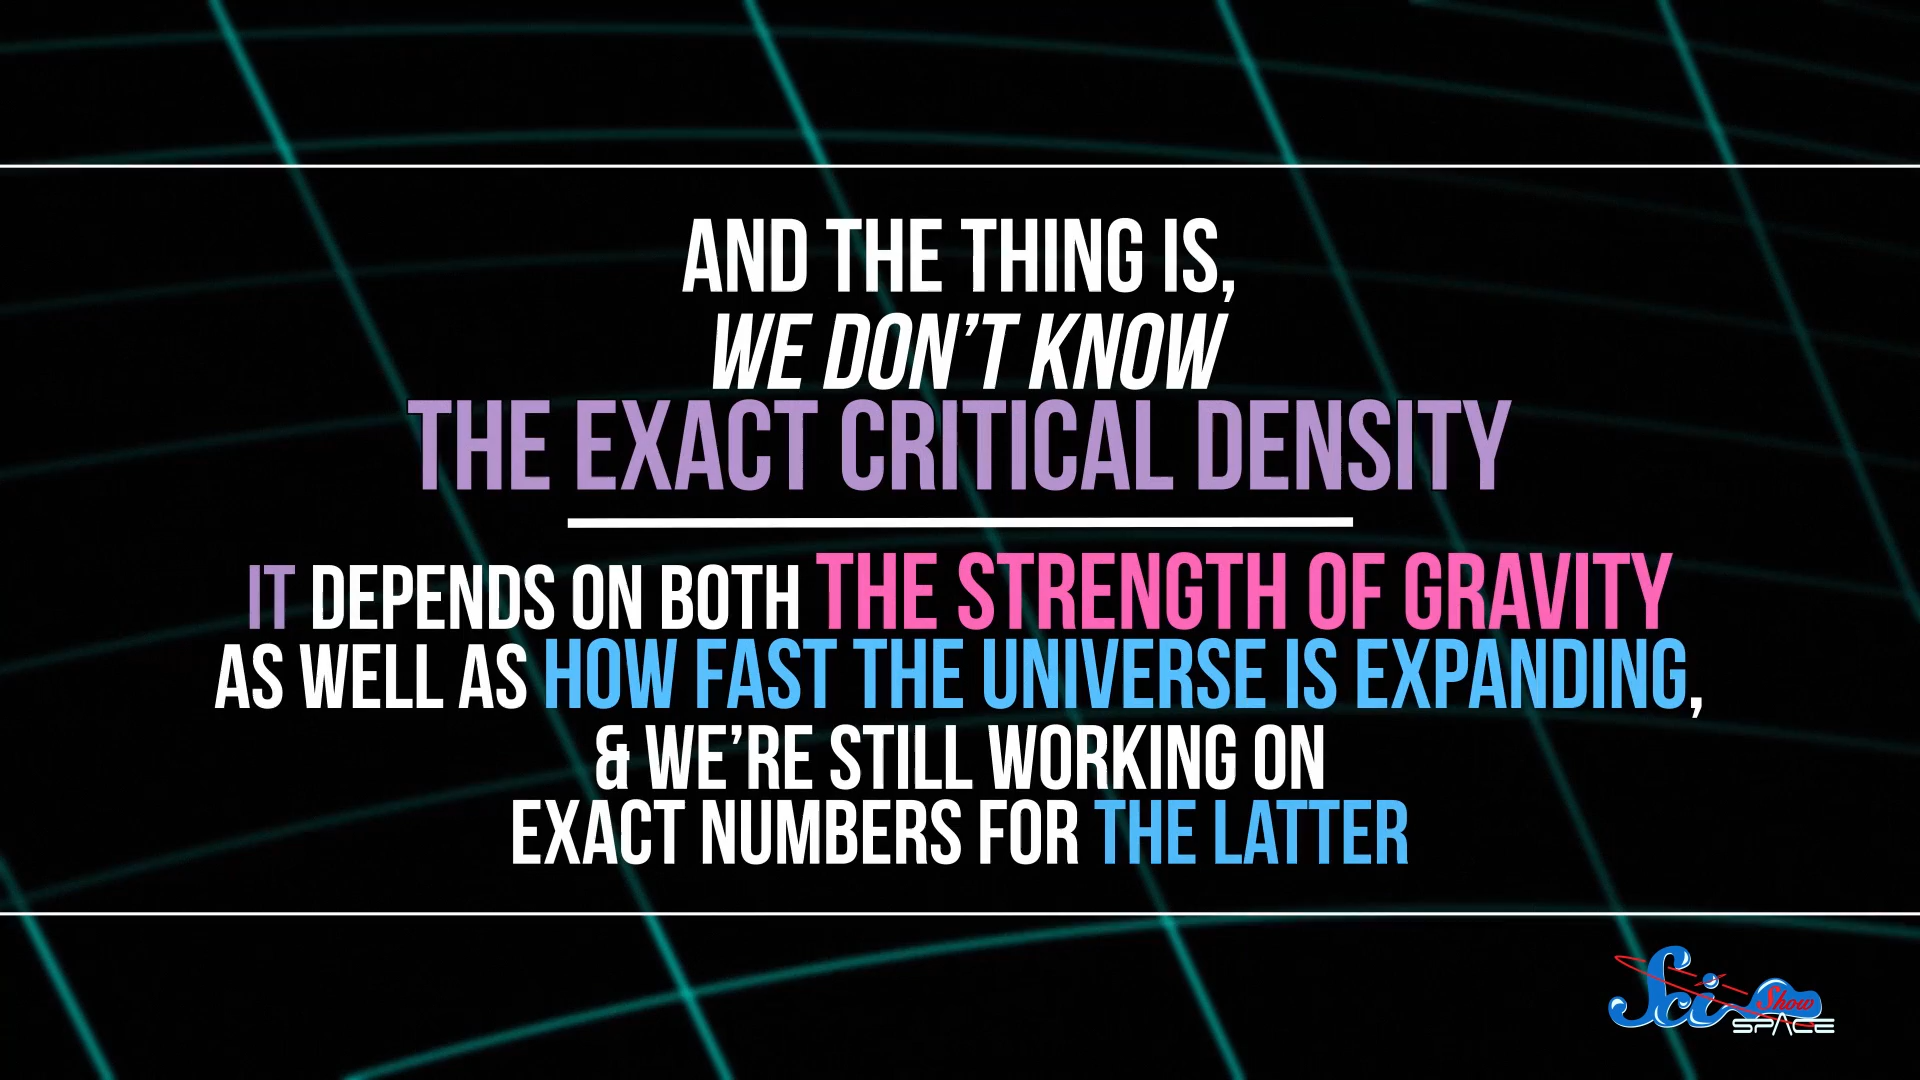 AND THE THING IS,
WE DON'T KNOW
THE EXACT CRITICAL DENSITY
IT DEPENDS ON BOTH THE STRENGTH OF GRAVITY
AS WELL AS HOW FAST THE UNIVERSE IS EXPANDING,
& WE'RE STILL WORKING ON
EXACT NUMBERS FOR THE LATTER
Sci Show
SPACE